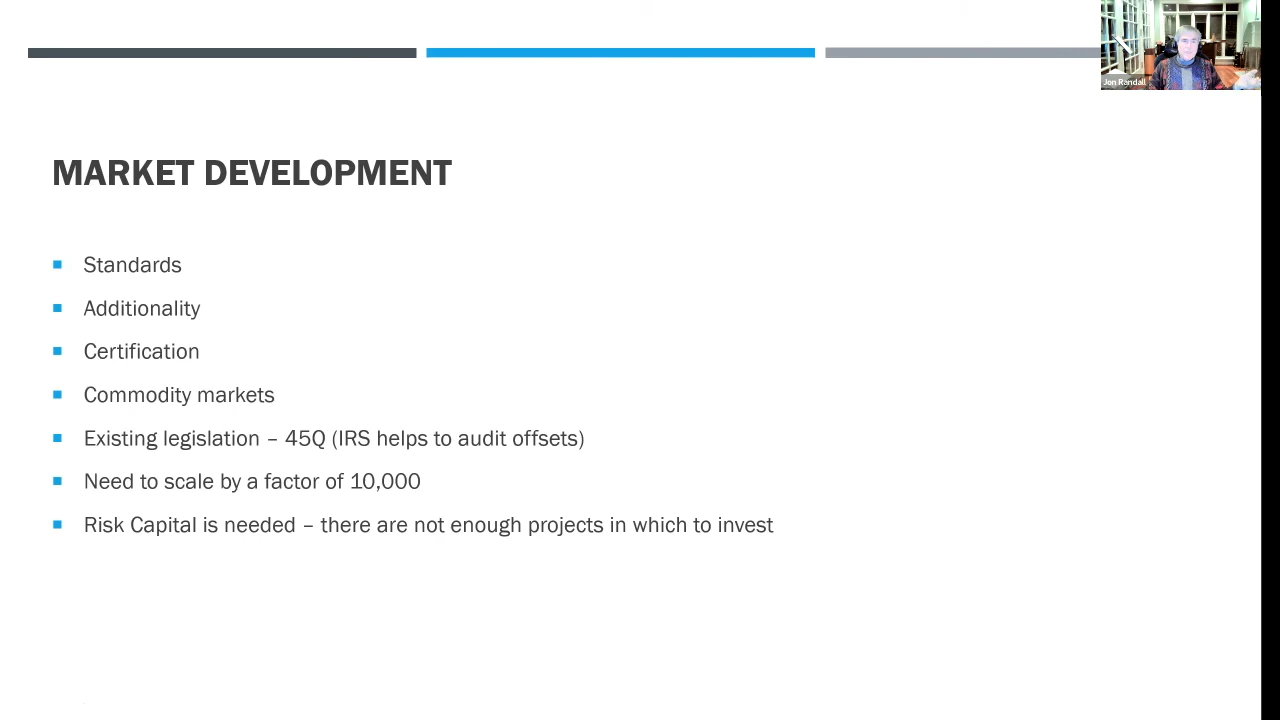 Jon Randall
MARKET DEVELOPMENT
Standards
Additionality
Certification
Commodity markets
Existing legislation – 45Q (IRS helps to audit offsets)
Need to scale by a factor of 10,000
Risk Capital is needed – there are not enough projects in which to invest